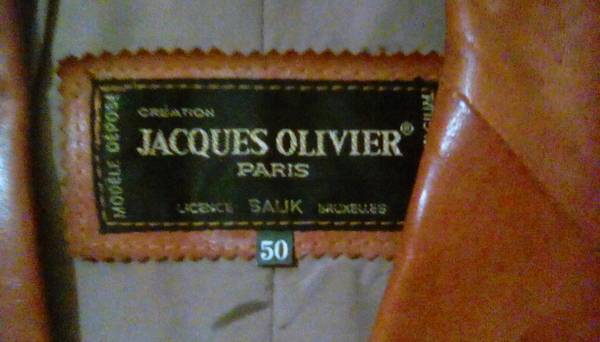 CRÉATION
JACQUES OLIVIER®
PARIS
LICENCE SAUK BRUXELLES
MODÈLE DÉPOSÉ
50